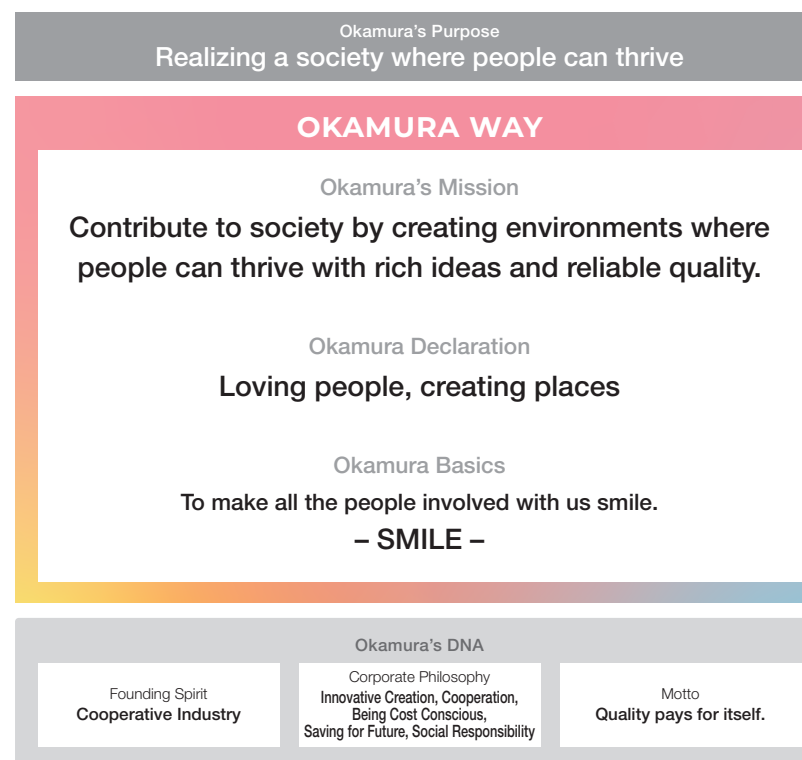 Okamura’s Purpose
Realizing a society where people can thrive
OKAMURA WAY
Okamura’s Mission
Contribute to society by creating environments where
people can thrive with rich ideas and reliable quality.
Okamura Declaration
Loving people, creating places
Okamura Basics
To make all the people involved with us smile.
– SMILE –
Okamura’s DNA
Founding Spirit
Cooperative Industry
Corporate Philosophy
Innovative Creation, Cooperation,
Being Cost Conscious,
Saving for Future, Social Responsibility
Motto
Quality pays for itself.